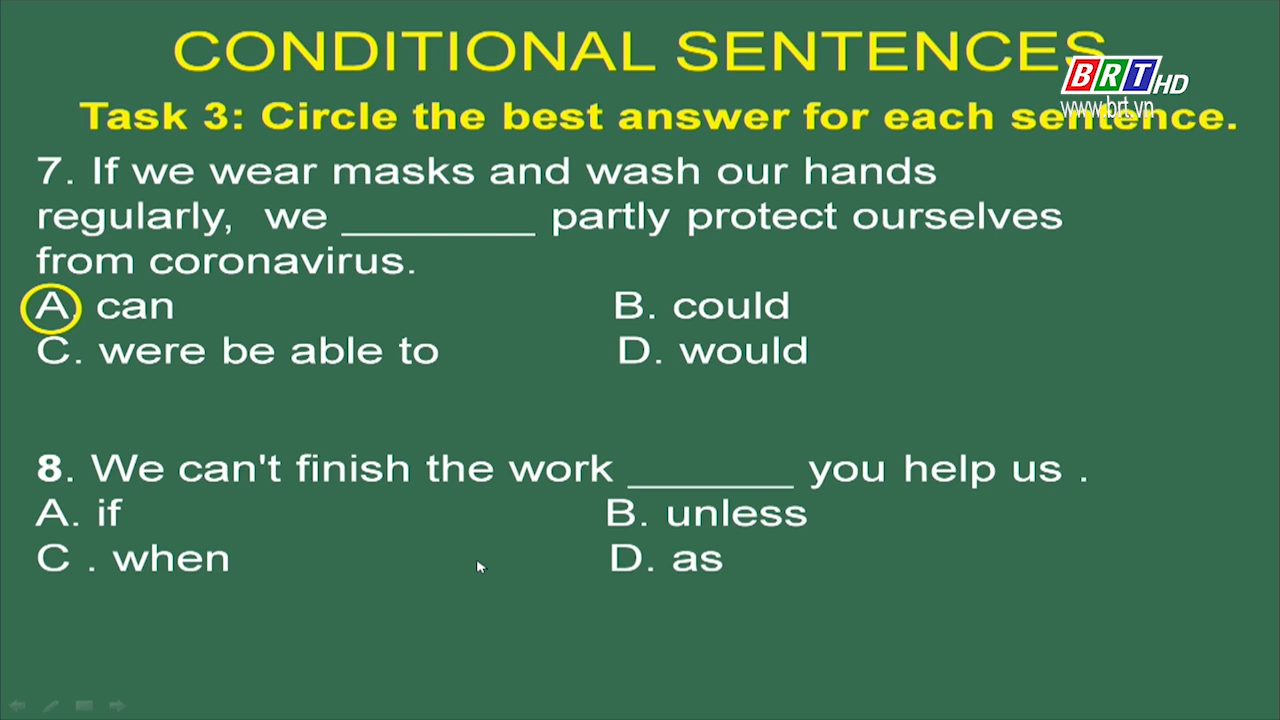 CONDITIONAL SENTENCES
BRT HD
www.brt.vn
Task 3: Circle the best answer for each sentence.
7. If we wear masks and wash our hands
regularly, we _________ partly protect ourselves
from coronavirus.
A. can B. could
C. were be able to D. would
8. We can't finish the work ________ you help us .
A. if B. unless
C . when D. as